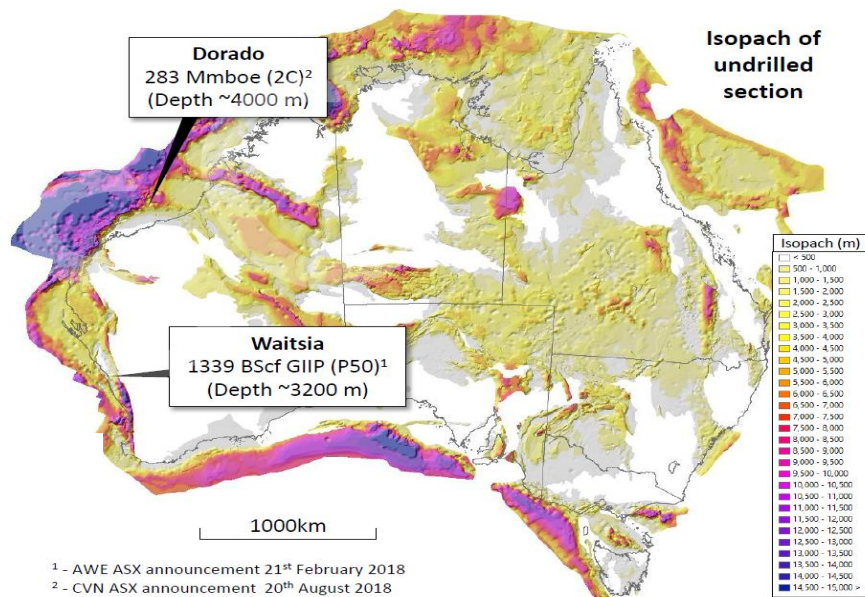 Dorado
283 Mmboe (2C)²
(Depth ~4000 m)
Isopach of
undrilled
section
Waitsia
1339 BScf GIIP (P50)¹
(Depth ~3200 m)
Isopach (m)
< 500
500 - 1,000
1,000 - 1,500
1,500 - 2,000
2,000 - 2,500
2,500 - 3,000
3,000 - 3,500
3,500 - 4,000
4,000 - 4,500
4,500 - 5,000
5,000 - 5,500
5,500 - 6,000
6,000 - 6,500
6,500 - 7,000
7,000 - 7,500
7,500 - 8,000
8,000 - 8,500
8,500 - 9,000
9,000 - 9,500
9,500 - 10,000
10,000 - 10,500
10,500 - 11,000
11,000 - 11,500
11,500 - 12,000
12,000 - 12,500
12,500 - 13,000
13,000 - 13,500
13,500 - 14,000
14,000 - 14,500
14,500 - 15,000 >
1000km
¹ - AWE ASX announcement 21st February 2018
² - CVN ASX announcement 20th August 2018